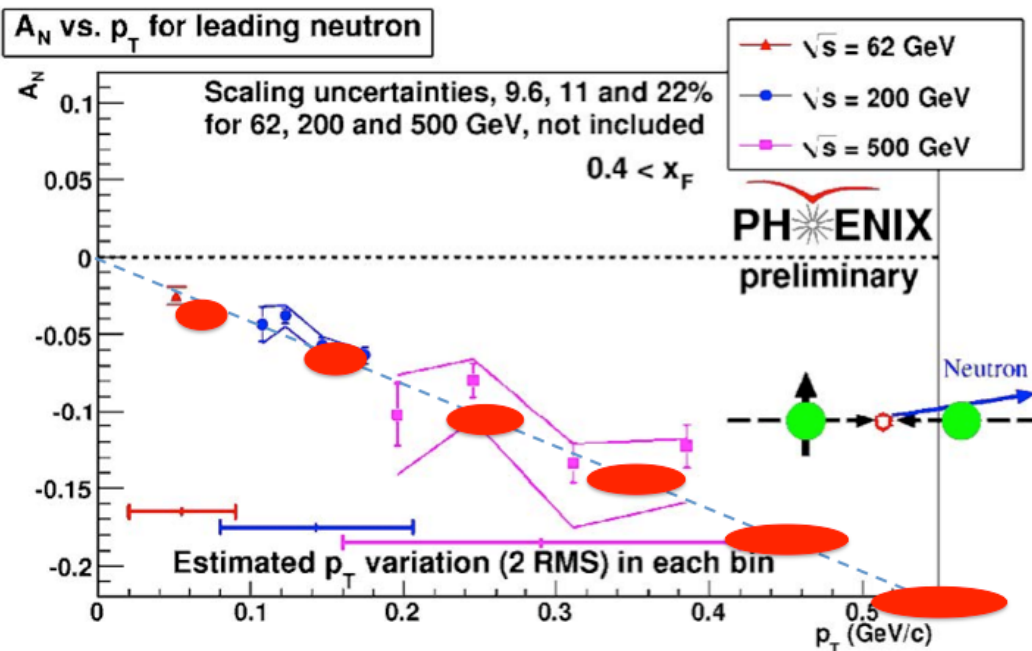 A_N vs. p_T for leading neutron
√s = 62 GeV
√s = 200 GeV
√s = 500 GeV
A_N
Scaling uncertainties, 9.6, 11 and 22%
for 62, 200 and 500 GeV, not included
0.4 < x_F
PHENIX
preliminary
Neutron
0.1
0.05
0
-0.05
-0.1
-0.15
-0.2
Estimated p_T variation (2 RMS) in each bin
0 0.1 0.2 0.3 0.4 0.5
p_T (GeV/c)